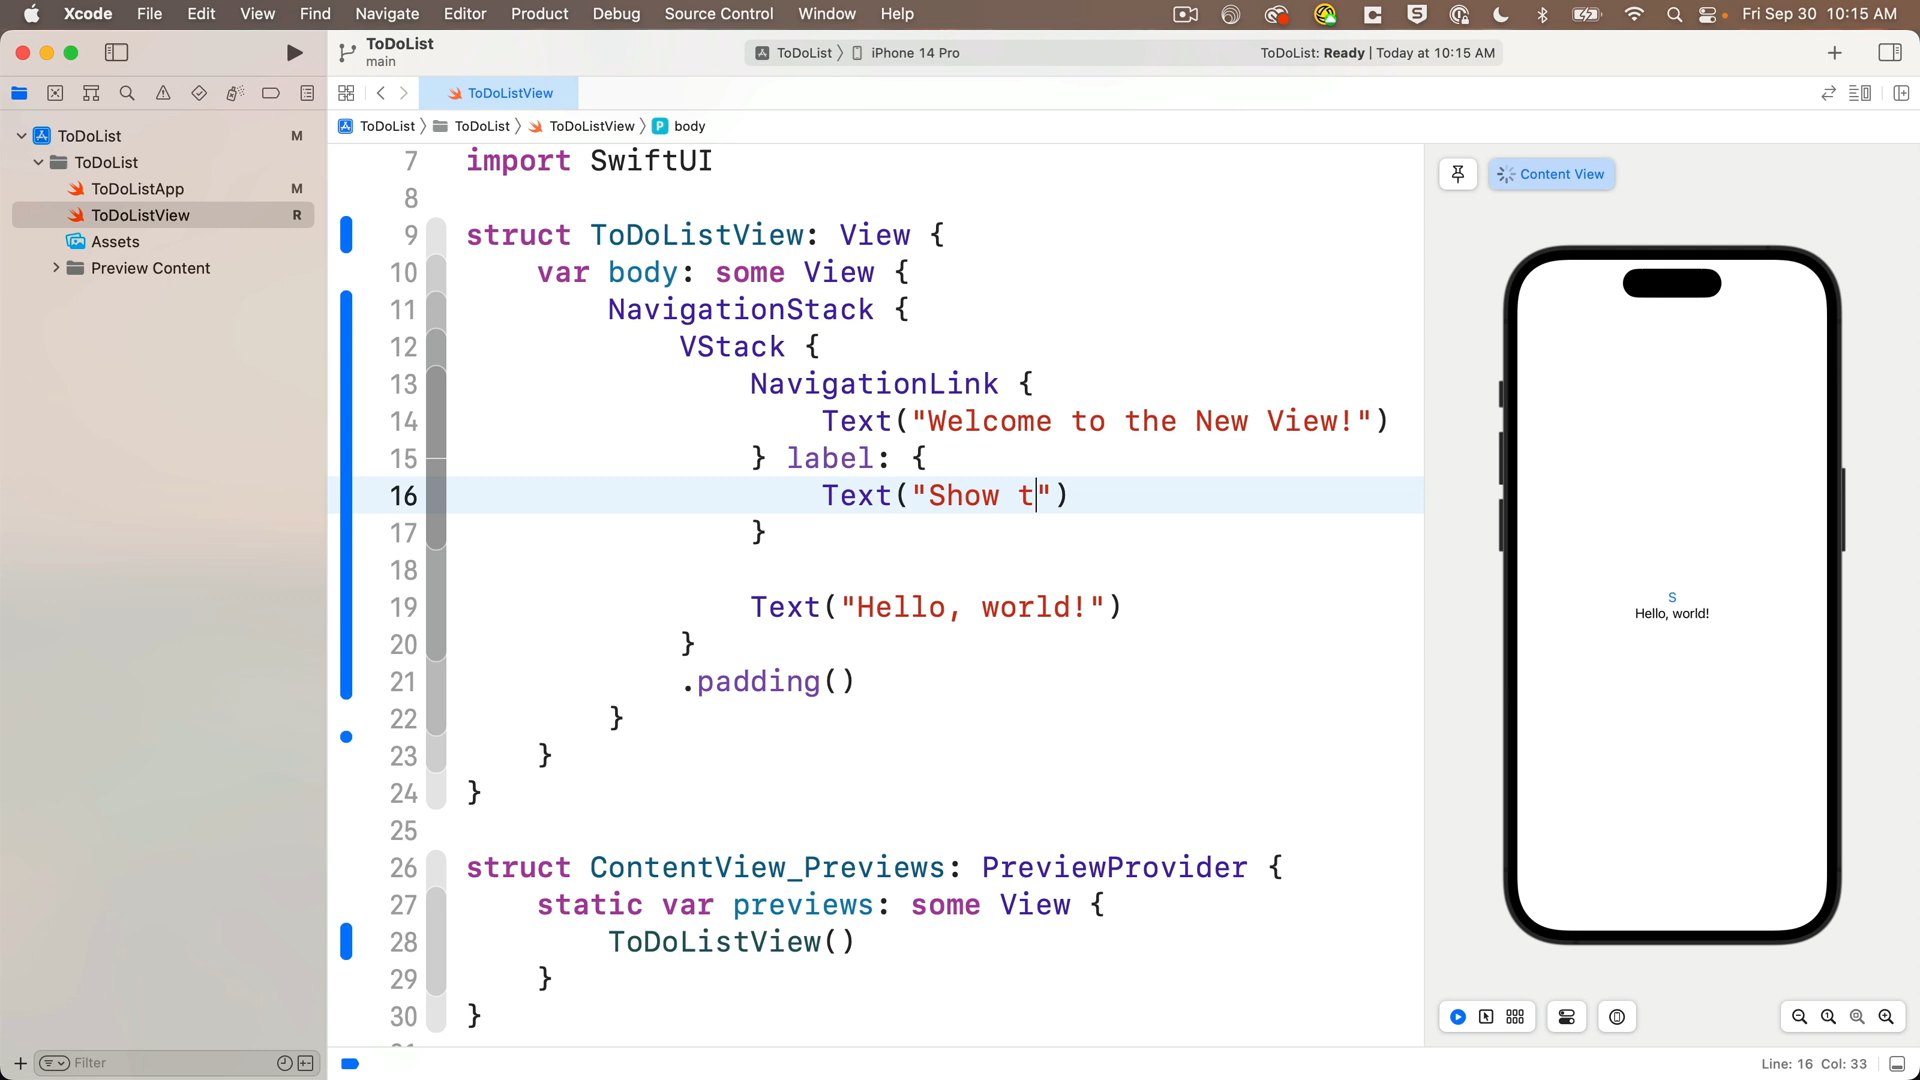 Xcode File Edit View Find Navigate Editor Product Debug Source Control Window Help Fri Sep 30 10:15 AM
ToDoList
main
ToDoList iPhone 14 Pro ToDoList: Ready | Today at 10:15 AM
ToDoListView
ToDoList ToDoList ToDoListView P body
ToDoList M
ToDoList
ToDoListApp M
ToDoListView R
Assets
Preview Content
Filter
7 import SwiftUI
8
9 struct ToDoListView: View {
10 var body: some View {
11 NavigationStack {
12 VStack {
13 NavigationLink {
14 Text("Welcome to the New View!")
15 } label: {
16 Text("Show t")
17 }
18
19 Text("Hello, world!")
20 }
21 .padding()
22 }
23 }
24 }
25
26 struct ContentView_Previews: PreviewProvider {
27 static var previews: some View {
28 ToDoListView()
29 }
30 }
Content View
S
Hello, world!
Line: 16 Col: 33